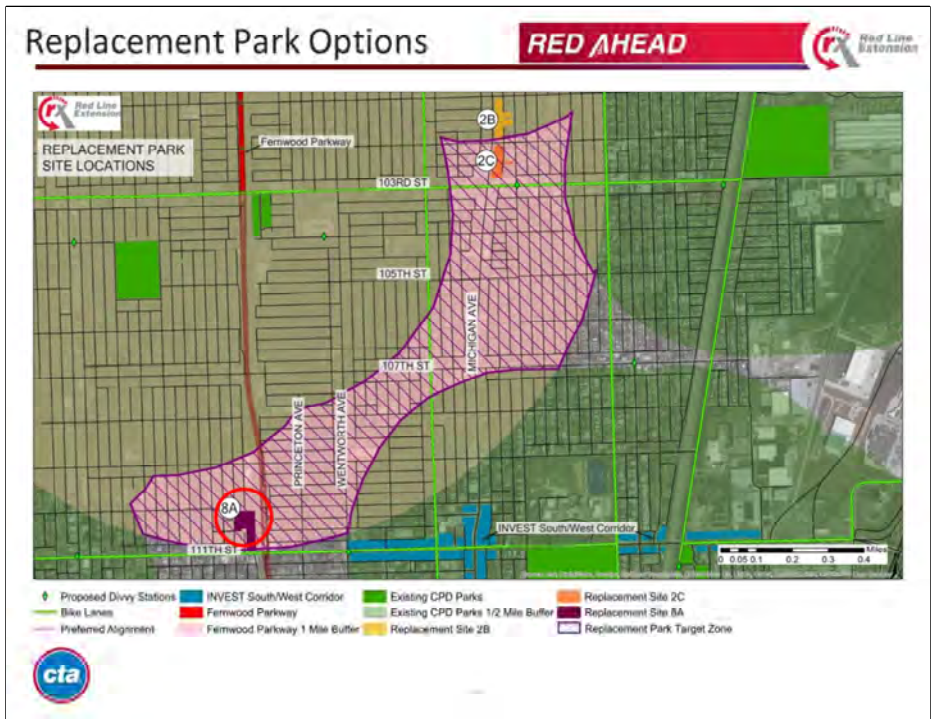 Replacement Park Options
RED AHEAD
Red Line
Extension
Red Line
Extension
REPLACEMENT PARK
SITE LOCATIONS
Fernwood Parkway
2B
2C
103RD ST
105TH ST
MICHIGAN AVE
107TH ST
PRINCETON AVE
WENTWORTH AVE
8A
INVEST South/West Corridor
111TH ST
Miles
0 0.05 0.1 0.2 0.3 0.4
Proposed Divvy Stations
INVEST South/West Corridor
Existing CPD Parks
Replacement Site 2C
Bike Lanes
Fernwood Parkway
Existing CPD Parks 1/2 Mile Buffer
Replacement Site 8A
Preferred Alignment
Fernwood Parkway 1 Mile Buffer
Replacement Site 2B
Replacement Park Target Zone
cta